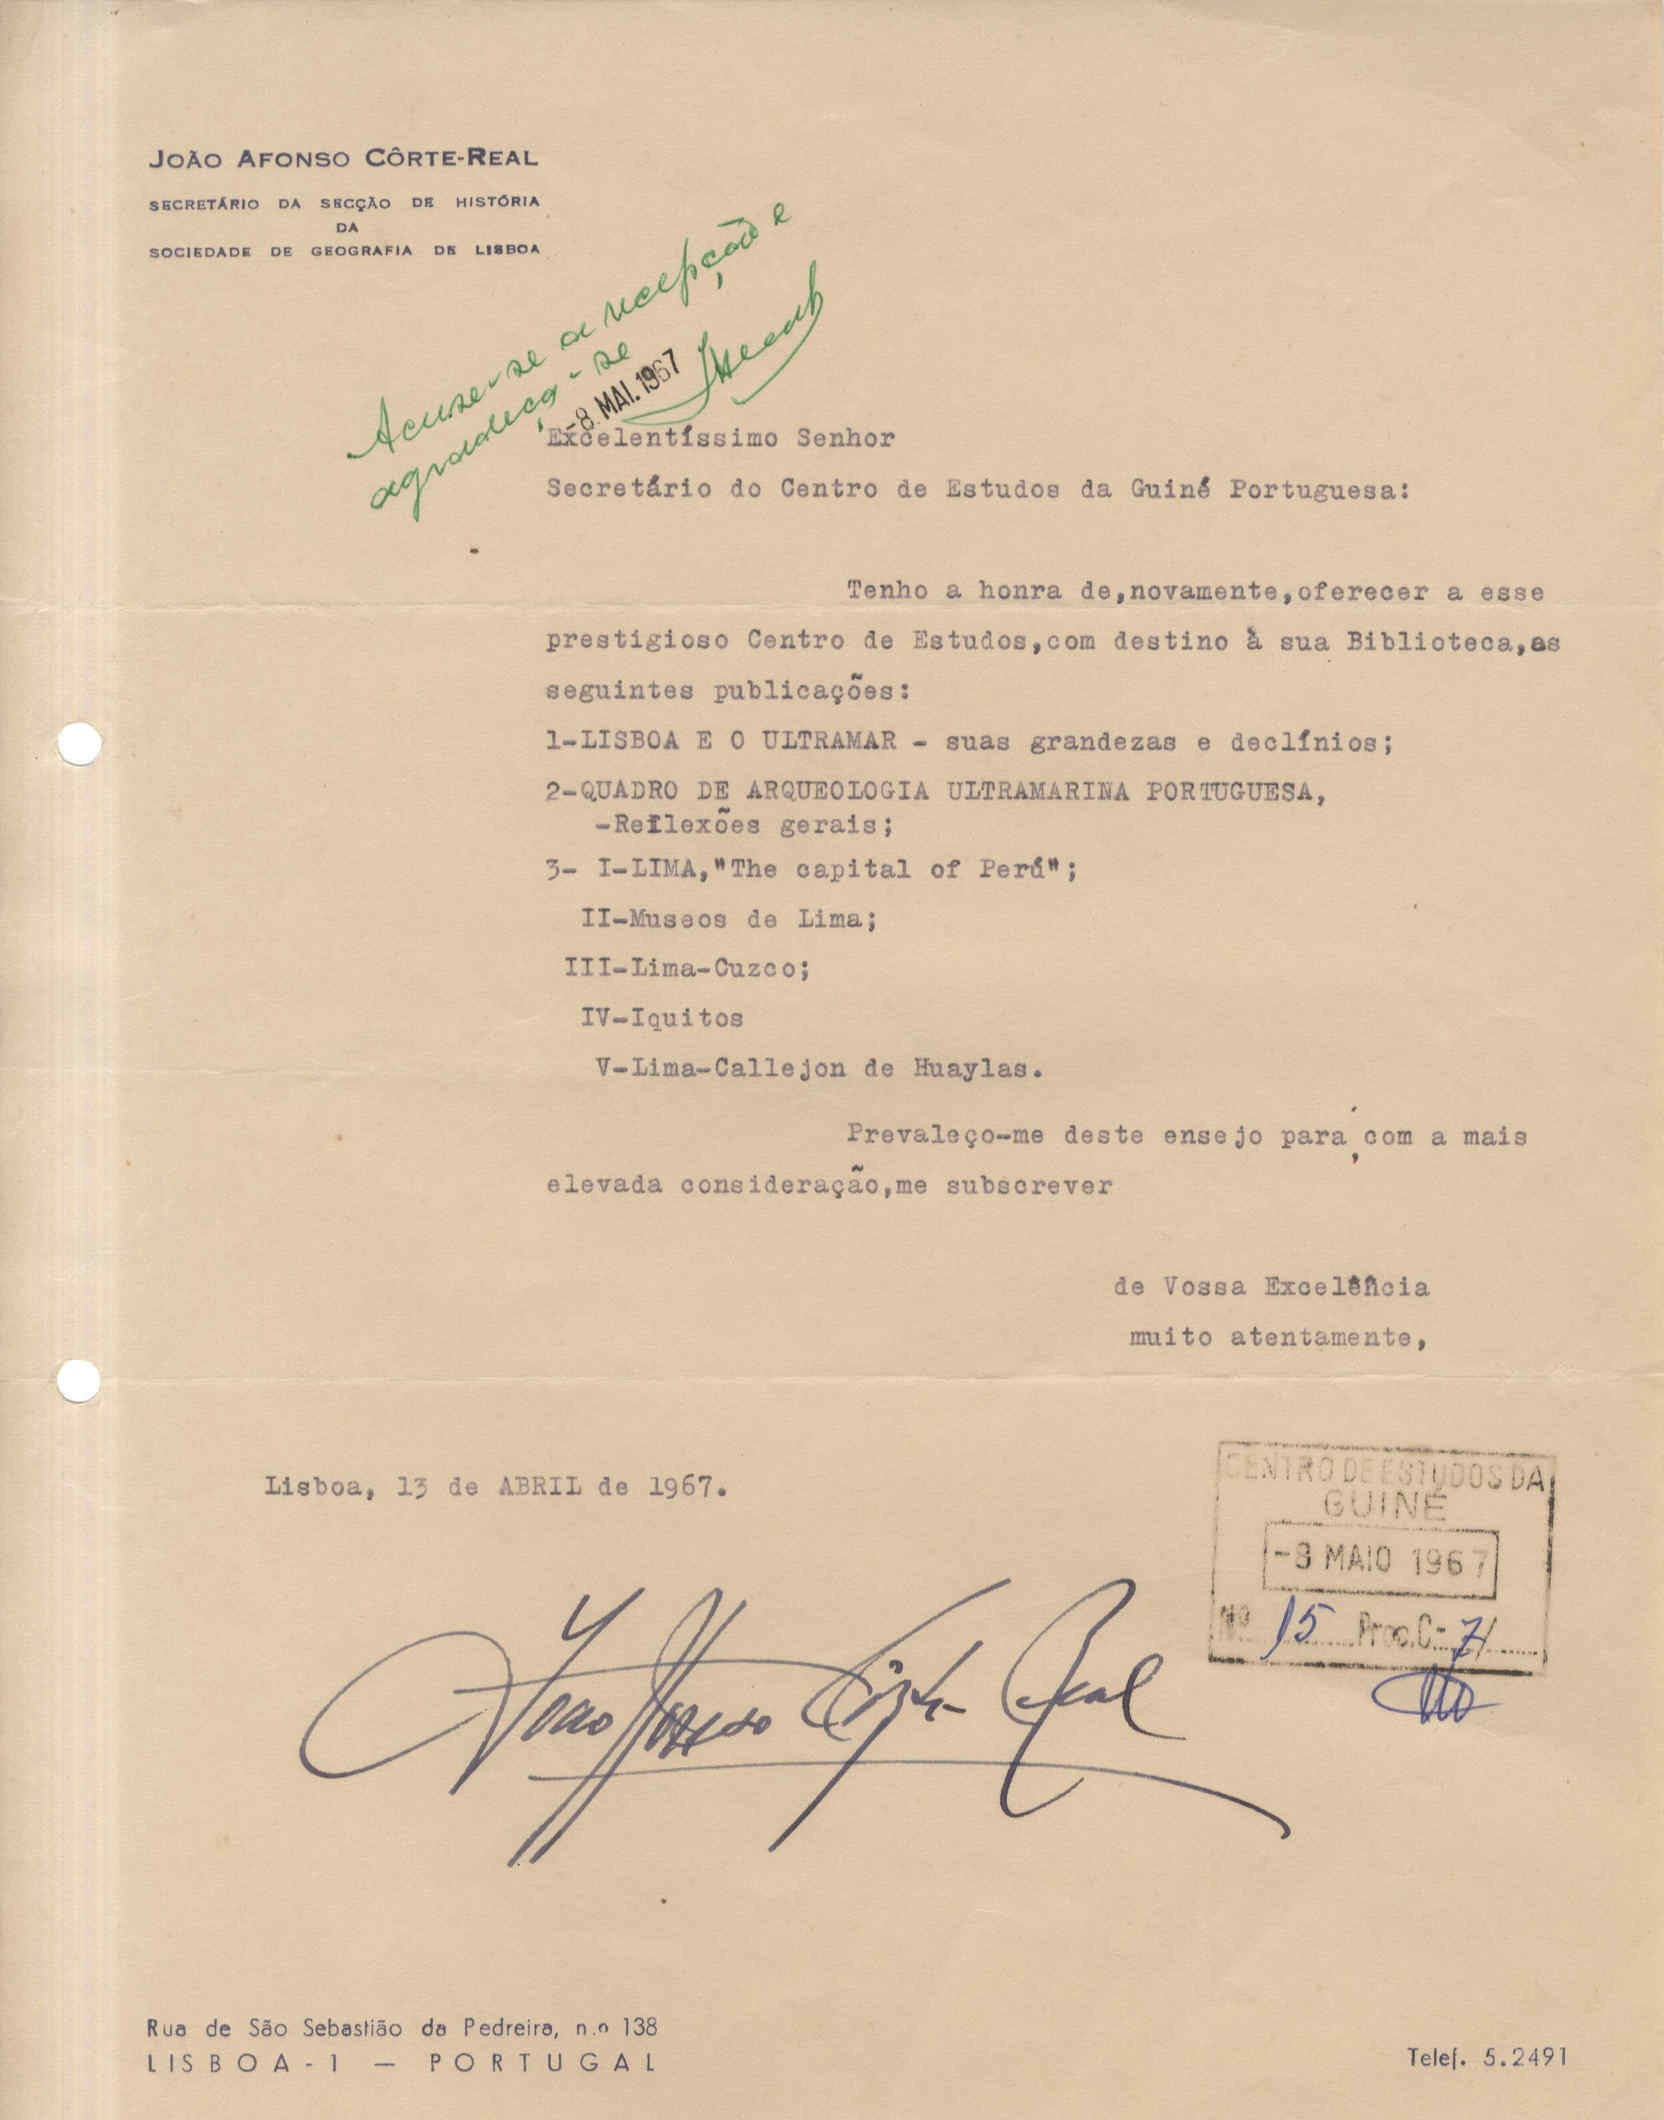 JOÃO AFONSO CÔRTE-REAL
SECRETÁRIO DA SECÇÃO DE HISTÓRIA
DA
SOCIEDADE DE GEOGRAFIA DE LISBOA
Acuse-se a recepção e
agradeça-se
-8. MAI. 1967
Excelentíssimo Senhor
Secretário do Centro de Estudos da Guiné Portuguesa:
Tenho a honra de,novamente,oferecer a esse
prestigioso Centro de Estudos,com destino à sua Biblioteca,as
seguintes publicações:
1-LISBOA E O ULTRAMAR - suas grandezas e declínios;
2-QUADRO DE ARQUEOLOGIA ULTRAMARINA PORTUGUESA,
-Reflexões gerais;
3- I-LIMA,"The capital of Perú";
II-Museos de Lima;
III-Lima-Cuzco;
IV-Iquitos
V-Lima-Callejon de Huaylas.
Prevaleço-me deste ensejo para, com a mais
elevada consideração,me subscrever
de Vossa Excelência
muito atentamente,
Lisboa, 13 de ABRIL de 1967.
CENTRO DE ESTUDOS DA
GUINÉ
-8 MAIO 1967
Nº 15 Proc.C-7/
João Afonso Côrte-Real
Rua de São Sebastião da Pedreira, n.º 138
LISBOA-1 — PORTUGAL
Telef. 5.2491